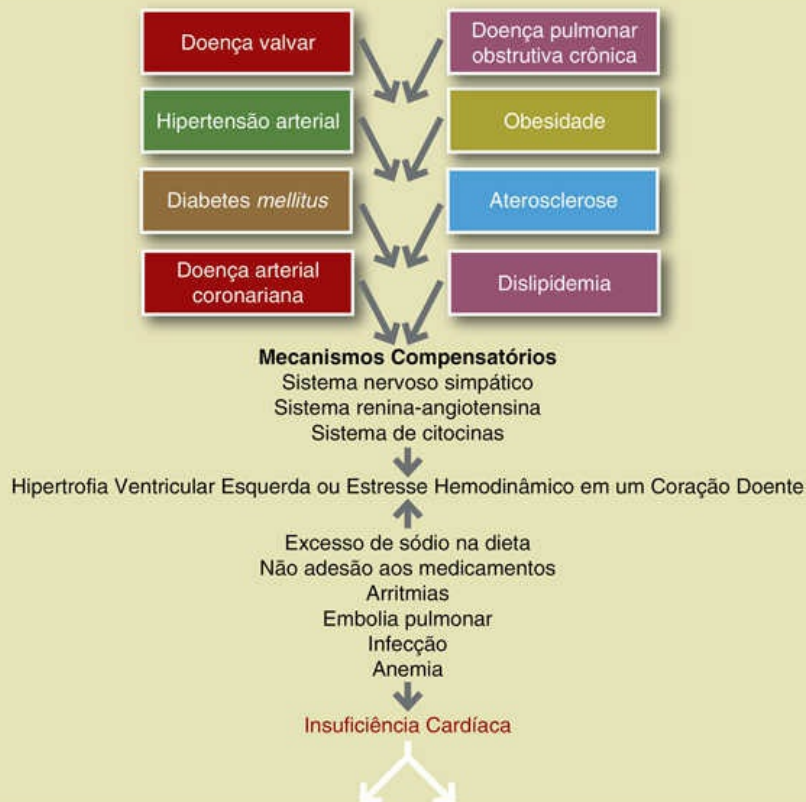 Doença valvar
Doença pulmonar
obstrutiva crônica
Hipertensão arterial
Obesidade
Diabetes mellitus
Aterosclerose
Doença arterial
coronariana
Dislipidemia
Mecanismos Compensatórios
Sistema nervoso simpático
Sistema renina-angiotensina
Sistema de citocinas
Hipertrofia Ventricular Esquerda ou Estresse Hemodinâmico em um Coração Doente
Excesso de sódio na dieta
Não adesão aos medicamentos
Arritmias
Embolia pulmonar
Infecção
Anemia
Insuficiência Cardíaca